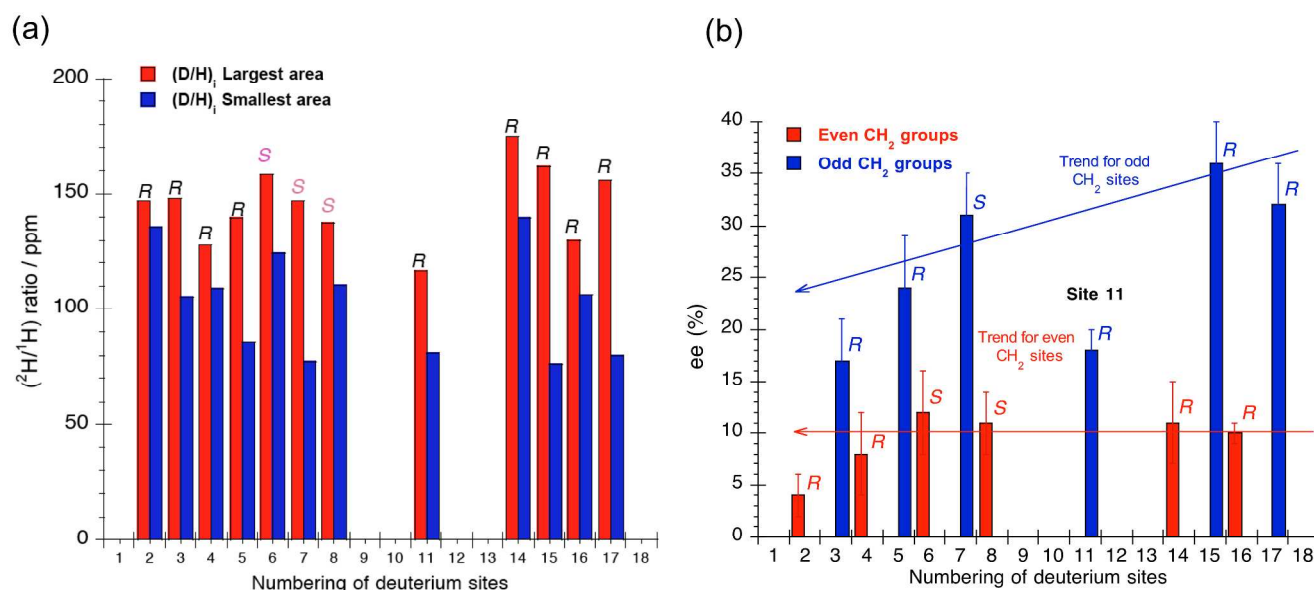 (a)
(D/H)i Largest area
(D/H)i Smallest area
(²H/¹H) ratio / ppm
200
150
100
50
0
R
R
R
R
S
S
S
R
R
R
R
R
1 2 3 4 5 6 7 8 9 10 11 12 13 14 15 16 17 18
Numbering of deuterium sites
(b)
Even CH2 groups
Odd CH2 groups
ee (%)
40
35
30
25
20
15
10
5
0
Trend for odd
CH2 sites
Site 11
Trend for even
CH2 sites
R
R
R
R
S
S
S
R
R
R
R
R
1 2 3 4 5 6 7 8 9 10 11 12 13 14 15 16 17 18
Numbering of deuterium sites